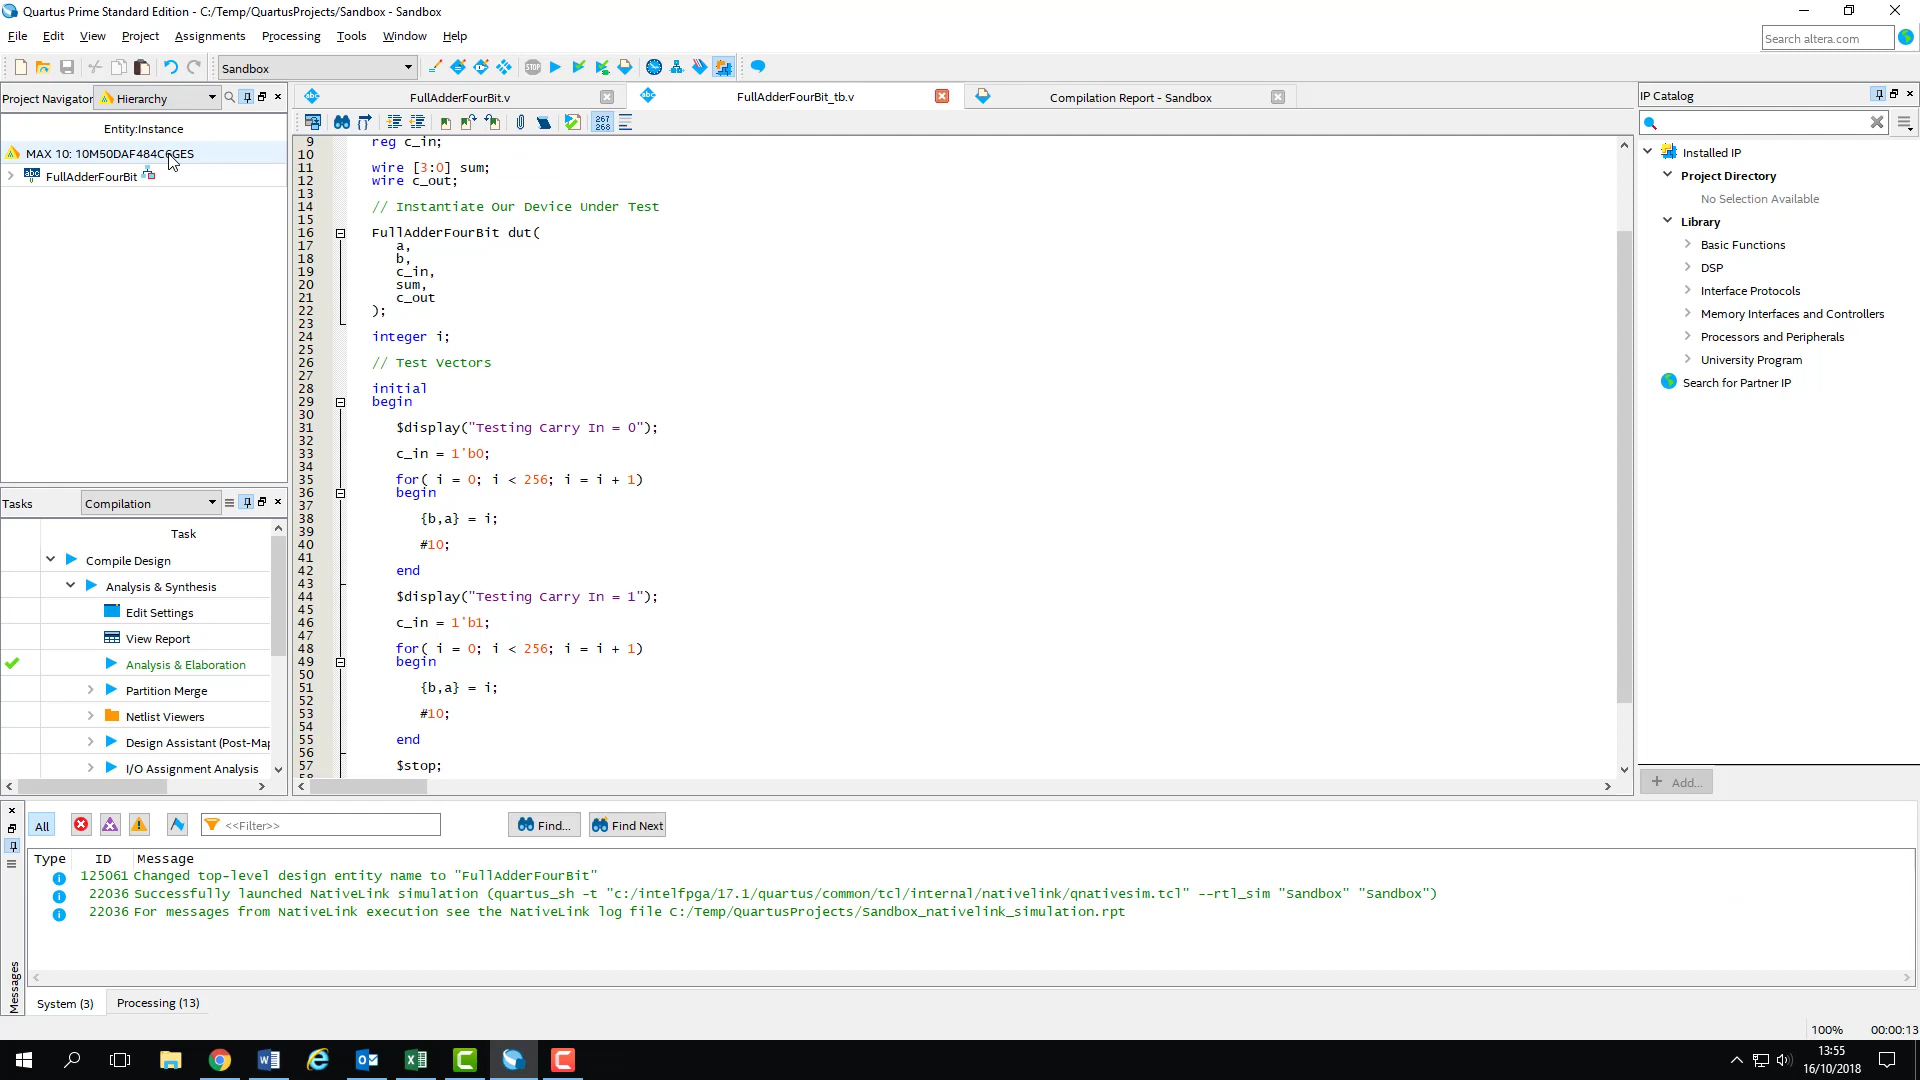 Quartus Prime Standard Edition - C:/Temp/QuartusProjects/Sandbox - Sandbox
File Edit View Project Assignments Processing Tools Window Help
Search altera.com
Sandbox
Project Navigator Hierarchy
FullAdderFourBit.v
FullAdderFourBit_tb.v
Compilation Report - Sandbox
IP Catalog
Entity:Instance
MAX 10: 10M50DAF484C6GES
FullAdderFourBit
267
268
9 reg c_in;
10
11 wire [3:0] sum;
12 wire c_out;
13
14 // Instantiate Our Device Under Test
15
16 FullAdderFourBit dut(
17 a,
18 b,
19 c_in,
20 sum,
21 c_out
22 );
23
24 integer i;
25
26 // Test Vectors
27
28 initial
29 begin
30
31 $display("Testing Carry In = 0");
32
33 c_in = 1'b0;
34
35 for( i = 0; i < 256; i = i + 1)
36 begin
37
38 {b,a} = i;
39
40 #10;
41
42 end
43
44 $display("Testing Carry In = 1");
45
46 c_in = 1'b1;
47
48 for( i = 0; i < 256; i = i + 1)
49 begin
50
51 {b,a} = i;
52
53 #10;
54
55 end
56
57 $stop;
58
Installed IP
Project Directory
No Selection Available
Library
Basic Functions
DSP
Interface Protocols
Memory Interfaces and Controllers
Processors and Peripherals
University Program
Search for Partner IP
+ Add...
Tasks Compilation
Task
Compile Design
Analysis & Synthesis
Edit Settings
View Report
Analysis & Elaboration
Partition Merge
Netlist Viewers
Design Assistant (Post-Map
I/O Assignment Analysis
All <<Filter>> Find... Find Next
Type ID Message
125061 Changed top-level design entity name to "FullAdderFourBit"
22036 Successfully launched NativeLink simulation (quartus_sh -t "c:/intelfpga/17.1/quartus/common/tcl/internal/nativelink/qnativesim.tcl" --rtl_sim "Sandbox" "Sandbox")
22036 For messages from NativeLink execution see the NativeLink log file C:/Temp/QuartusProjects/Sandbox_nativelink_simulation.rpt
Messages
System (3) Processing (13)
100% 00:00:13
13:55
16/10/2018